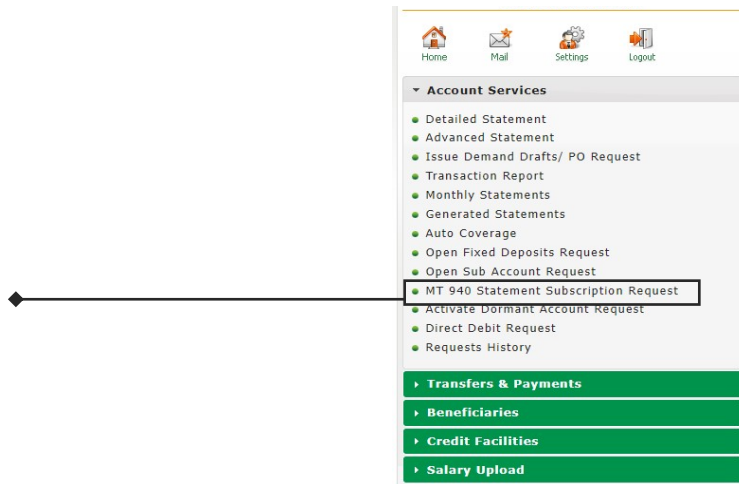 Home Mail Settings Logout
Account Services
Detailed Statement
Advanced Statement
Issue Demand Drafts/ PO Request
Transaction Report
Monthly Statements
Generated Statements
Auto Coverage
Open Fixed Deposits Request
Open Sub Account Request
MT 940 Statement Subscription Request
Activate Dormant Account Request
Direct Debit Request
Requests History
Transfers & Payments
Beneficiaries
Credit Facilities
Salary Upload